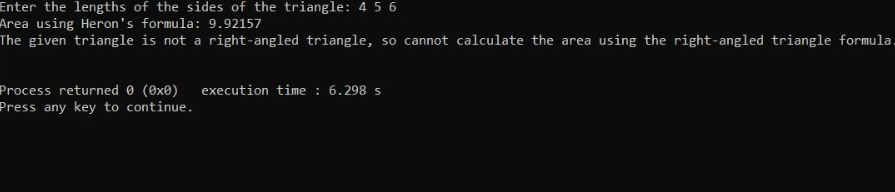 Enter the lengths of the sides of the triangle: 4 5 6
Area using Heron's formula: 9.92157
The given triangle is not a right-angled triangle, so cannot calculate the area using the right-angled triangle formula.
Process returned 0 (0x0)   execution time : 6.298 s
Press any key to continue.